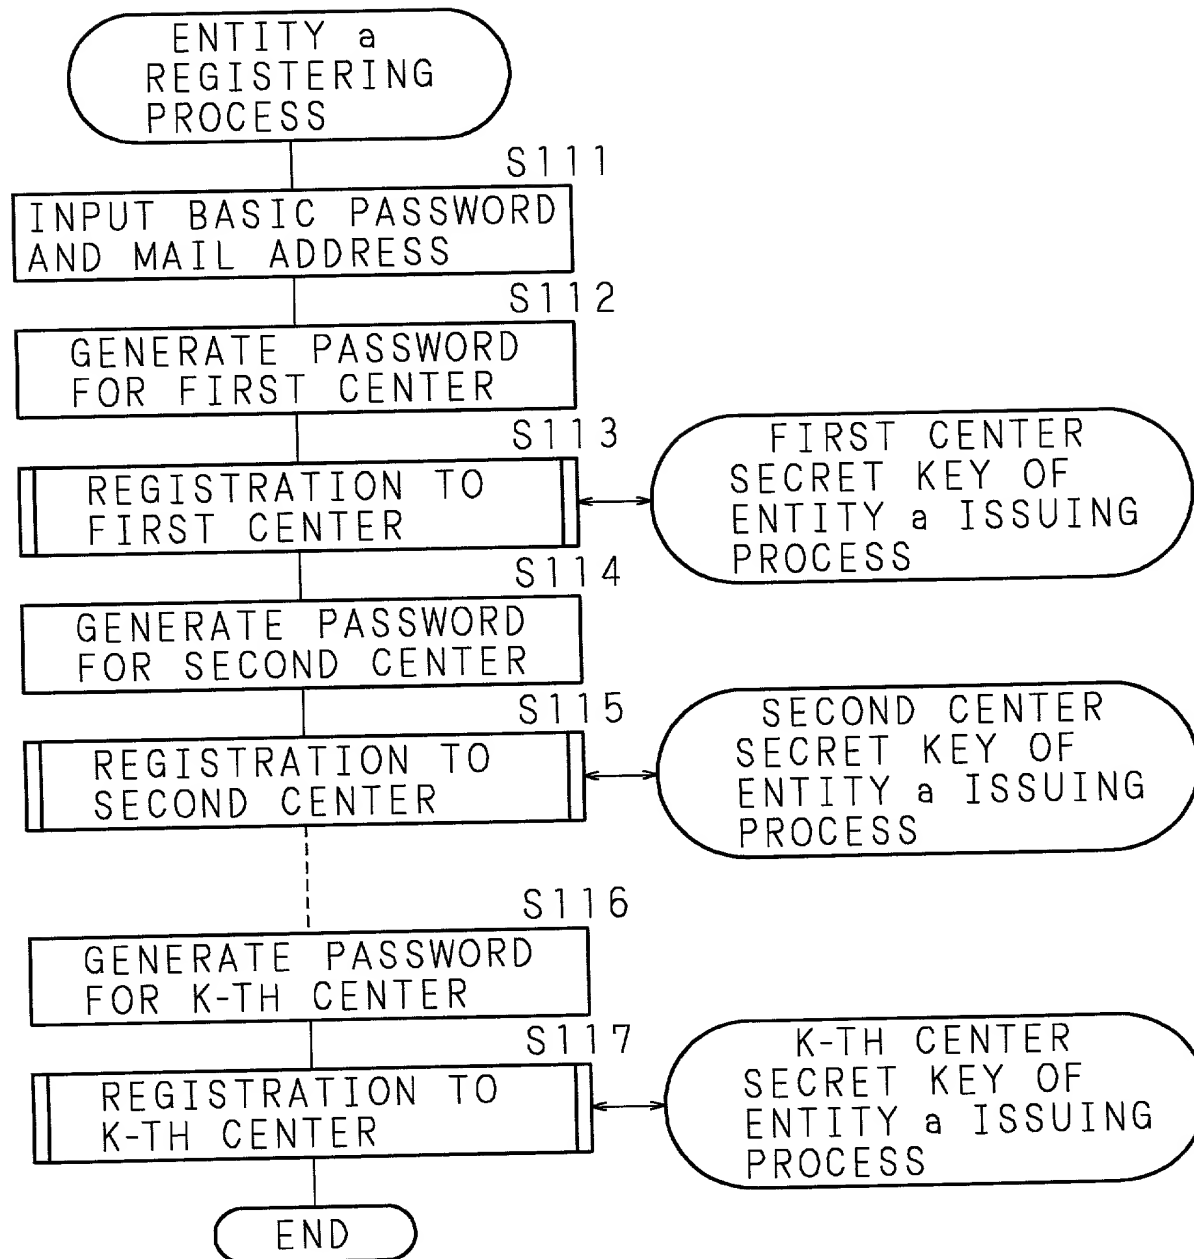 ENTITY a
REGISTERING
PROCESS
S111
INPUT BASIC PASSWORD
AND MAIL ADDRESS
S112
GENERATE PASSWORD
FOR FIRST CENTER
S113
REGISTRATION TO
FIRST CENTER
FIRST CENTER
SECRET KEY OF
ENTITY a ISSUING
PROCESS
S114
GENERATE PASSWORD
FOR SECOND CENTER
S115
REGISTRATION TO
SECOND CENTER
SECOND CENTER
SECRET KEY OF
ENTITY a ISSUING
PROCESS
S116
GENERATE PASSWORD
FOR K-TH CENTER
S117
REGISTRATION TO
K-TH CENTER
K-TH CENTER
SECRET KEY OF
ENTITY a ISSUING
PROCESS
END